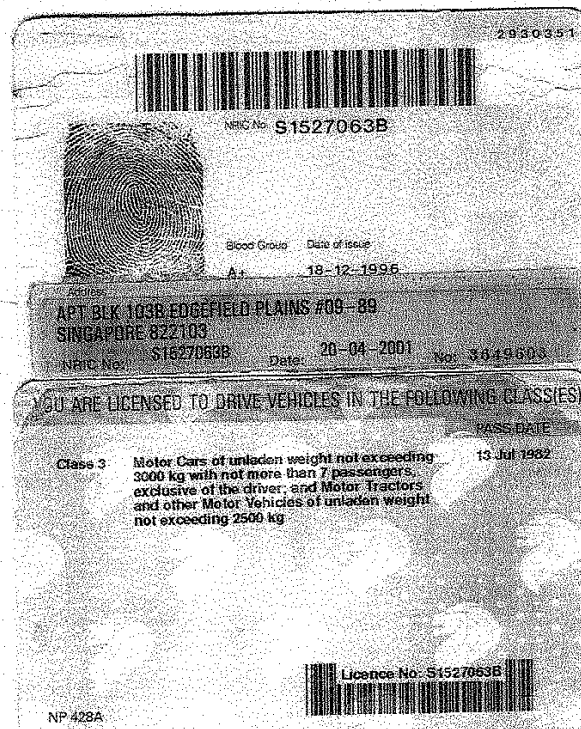 2930351
NRIC No. S1527063B
Blood Group Date of issue
A+ 18-12-1996
Address
APT BLK 103B EDGEFIELD PLAINS #09-89
SINGAPORE 822103
NRIC No: S1527063B Date: 20-04-2001 No: 3649603
YOU ARE LICENSED TO DRIVE VEHICLES IN THE FOLLOWING CLASS(ES)
PASS DATE
Class 3 Motor Cars of unladen weight not exceeding 13 Jul 1982
3000 kg with not more than 7 passengers,
exclusive of the driver; and Motor Tractors
and other Motor Vehicles of unladen weight
not exceeding 2500 kg
Licence No: S1527063B
NP 428A